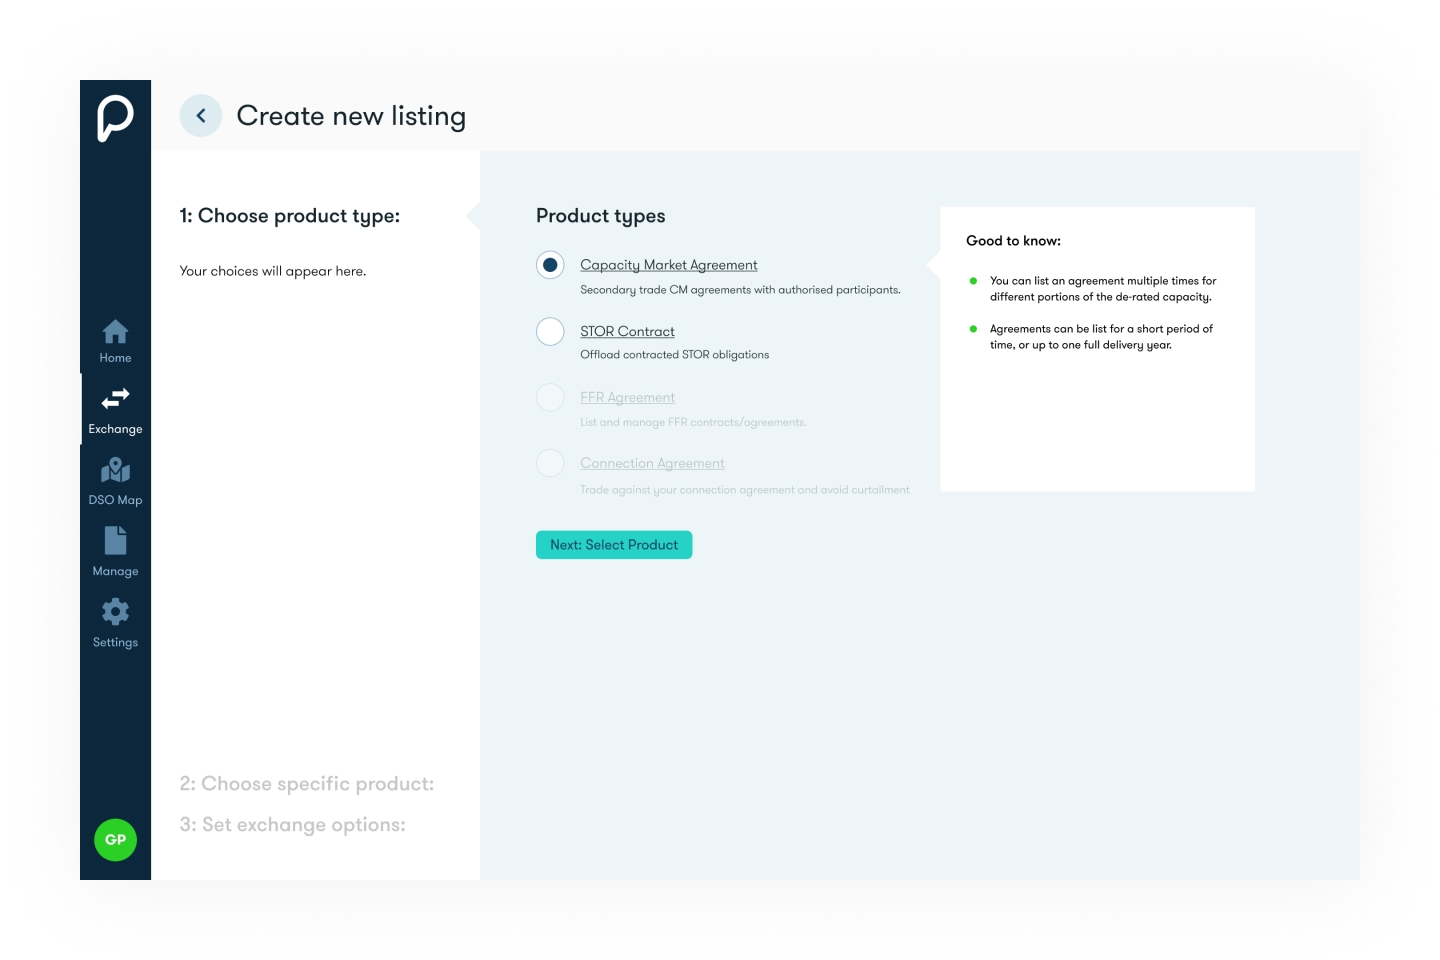 Create new listing
1: Choose product type:
Your choices will appear here.
Home
Exchange
DSO Map
Manage
Settings
2: Choose specific product:
3: Set exchange options:
GP
Product types
Capacity Market Agreement
Secondary trade CM agreements with authorised participants.
STOR Contract
Offload contracted STOR obligations
FFR Agreement
List and manage FFR contracts/agreements.
Connection Agreement
Trade against your connection agreement and avoid curtailment
Next: Select Product
Good to know:
You can list an agreement multiple times for
different portions of the de-rated capacity.
Agreements can be list for a short period of
time, or up to one full delivery year.